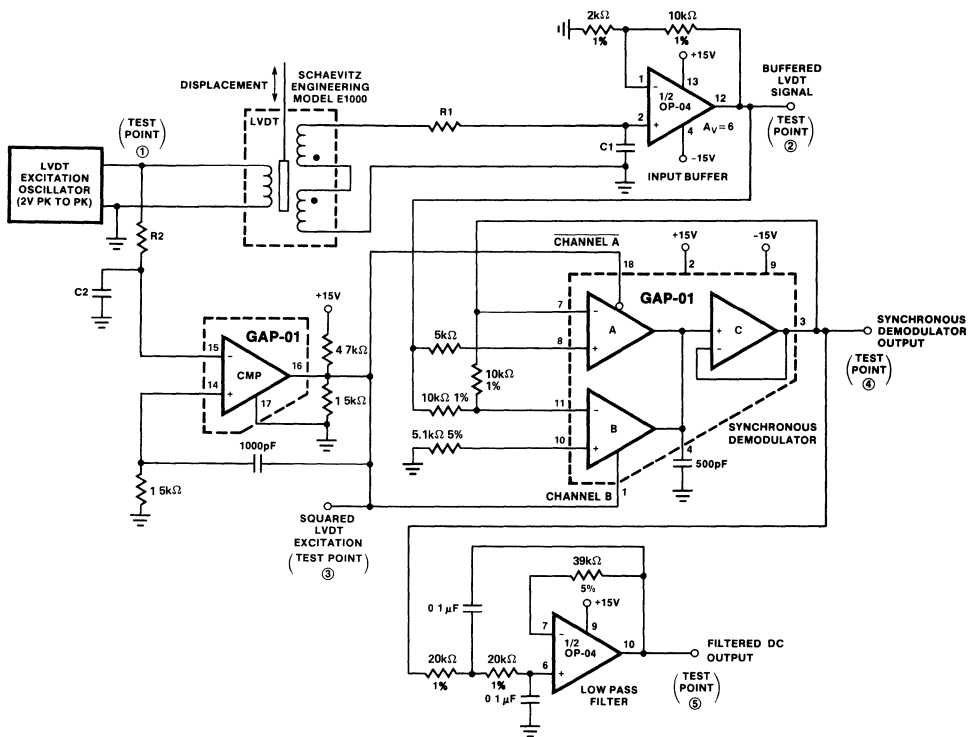 2kΩ
1%
10kΩ
1%
+15V
13
1
2
1/2
OP-04
12
4
A_V = 6
-15V
INPUT BUFFER
BUFFERED
LVDT
SIGNAL
(TEST
POINT)
②
DISPLACEMENT
SCHAEVITZ
ENGINEERING
MODEL E1000
LVDT
R1
C1
(TEST
POINT)
①
LVDT
EXCITATION
OSCILLATOR
(2V PK TO PK)
R2
C2
CHANNEL A
18
+15V
2
-15V
9
GAP-01
7
8
A
+
-
C
3
SYNCHRONOUS
DEMODULATOR
OUTPUT
(TEST
POINT)
④
5kΩ
10kΩ
1%
10kΩ 1%
11
10
B
5.1kΩ 5%
SYNCHRONOUS
DEMODULATOR
4
500pF
CHANNEL B
1
GAP-01
+15V
15
14
CMP
16
17
4 7kΩ
1 5kΩ
1000pF
1 5kΩ
SQUARED
LVDT
EXCITATION
(TEST POINT)
③
39kΩ
5%
+15V
0 1µF
7
6
9
1/2
OP-04
10
20kΩ
1%
20kΩ
1%
0 1µF
LOW PASS
FILTER
FILTERED DC
OUTPUT
(TEST
POINT)
⑤